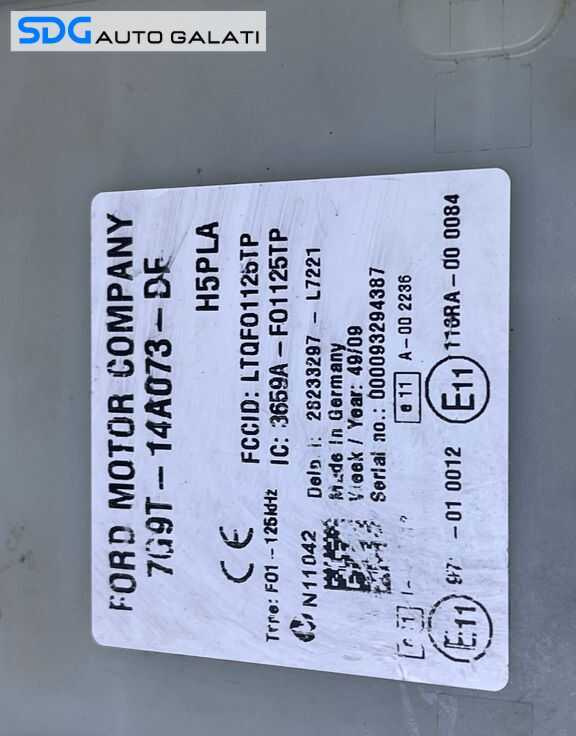 SDG AUTO GALATI
FORD MOTOR COMPANY
7G9T-14A073-DF
H5PLA
FCCID: LTQFO1125TP
Type: F01-125kHz IC: 3659A-FO1125TP
N11042 28233297 - L7221
Made In Germany
Week / Year: 49/09
Serial no.: 000093294387
e11 A-00 2236
E11 -01 0012 E11 116RA-00 0084